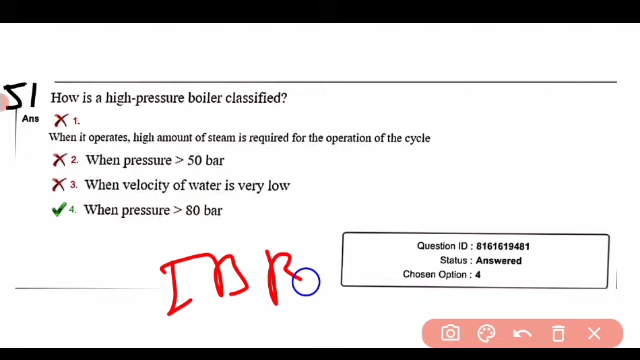 51
How is a high-pressure boiler classified?
Ans
1.
When it operates, high amount of steam is required for the operation of the cycle
2. When pressure > 50 bar
3. When velocity of water is very low
4. When pressure > 80 bar
Question ID : 8161619481
Status : Answered
Chosen Option : 4
IBR